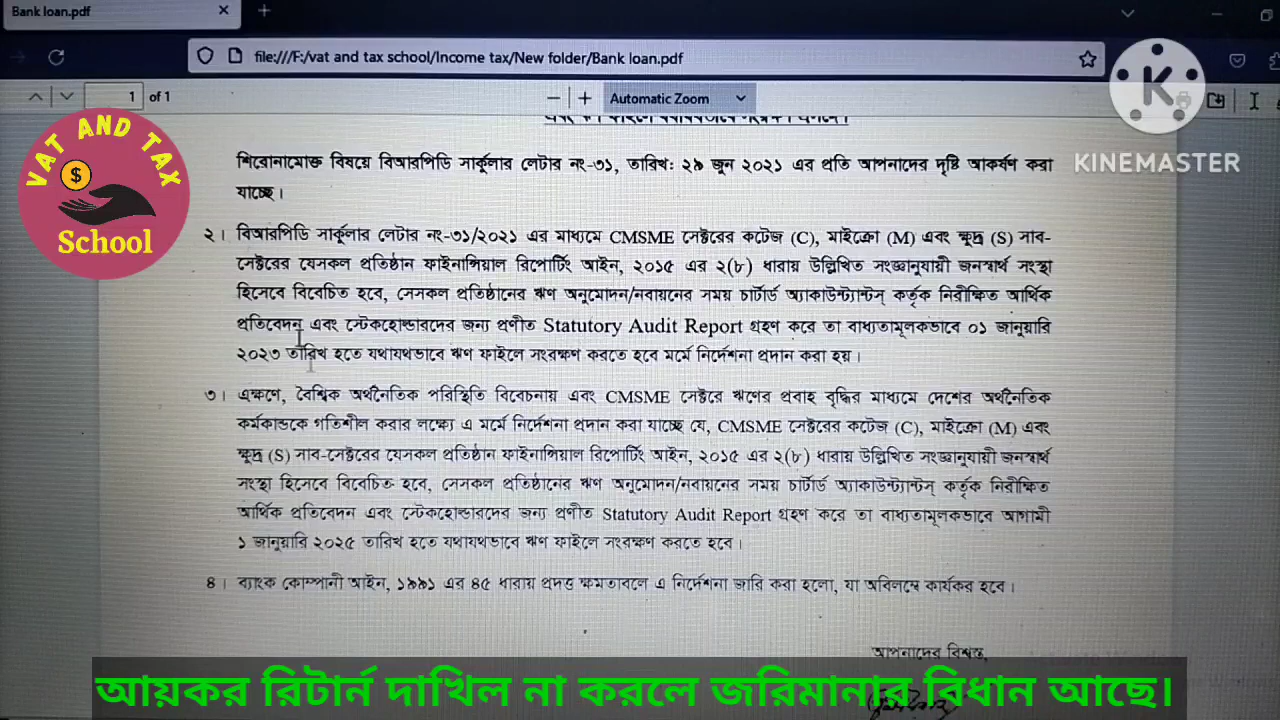 Bank loan.pdf
file:///F:/vat and tax school/Income tax/New folder/Bank loan.pdf
1 of 1
Automatic Zoom
VAT AND TAX
$
School
K
KINEMASTER
শিরোনামোক্ত বিষয়ে বিআরপিডি সার্কুলার লেটার নং-৩১, তারিখ: ২৯ জুন ২০২১ এর প্রতি আপনাদের দৃষ্টি আকর্ষণ করা
যাচ্ছে।
২। বিআরপিডি সার্কুলার লেটার নং-৩১/২০২১ এর মাধ্যমে CMSME সেক্টরের কটেজ (C), মাইক্রো (M) এবং ক্ষুদ্র (S) সাব-
সেক্টরের যেসকল প্রতিষ্ঠান ফাইনান্সিয়াল রিপোর্টিং আইন, ২০১৫ এর ২(৮) ধারায় উল্লিখিত সংজ্ঞানুযায়ী জনস্বার্থ সংস্থা
হিসেবে বিবেচিত হবে, সেসকল প্রতিষ্ঠানের ঋণ অনুমোদন/নবায়নের সময় চার্টার্ড অ্যাকাউন্ট্যান্টস্ কর্তৃক নিরীক্ষিত আর্থিক
প্রতিবেদন এবং স্টেকহোল্ডারদের জন্য প্রণীত Statutory Audit Report গ্রহণ করে তা বাধ্যতামূলকভাবে ০১ জানুয়ারি
২০২৩ তারিখ হতে যথাযথভাবে ঋণ ফাইলে সংরক্ষণ করতে হবে মর্মে নির্দেশনা প্রদান করা হয়।
৩। এক্ষণে, বৈশ্বিক অর্থনৈতিক পরিস্থিতি বিবেচনায় এবং CMSME সেক্টরে ঋণের প্রবাহ বৃদ্ধির মাধ্যমে দেশের অর্থনৈতিক
কর্মকান্ডকে গতিশীল করার লক্ষ্যে এ মর্মে নির্দেশনা প্রদান করা যাচ্ছে যে, CMSME সেক্টরের কটেজ (C), মাইক্রো (M) এবং
ক্ষুদ্র (S) সাব-সেক্টরের যেসকল প্রতিষ্ঠান ফাইনান্সিয়াল রিপোর্টিং আইন, ২০১৫ এর ২(৮) ধারায় উল্লিখিত সংজ্ঞানুযায়ী জনস্বার্থ
সংস্থা হিসেবে বিবেচিত হবে, সেসকল প্রতিষ্ঠানের ঋণ অনুমোদন/নবায়নের সময় চার্টার্ড অ্যাকাউন্ট্যান্টস্ কর্তৃক নিরীক্ষিত
আর্থিক প্রতিবেদন এবং স্টেকহোল্ডারদের জন্য প্রণীত Statutory Audit Report গ্রহণ করে তা বাধ্যতামূলকভাবে আগামী
১ জানুয়ারি ২০২৫ তারিখ হতে যথাযথভাবে ঋণ ফাইলে সংরক্ষণ করতে হবে।
৪। ব্যাংক কোম্পানী আইন, ১৯৯১ এর ৪৫ ধারায় প্রদত্ত ক্ষমতাবলে এ নির্দেশনা জারি করা হলো, যা অবিলম্বে কার্যকর হবে।
আপনাদের বিশ্বস্ত,
আয়কর রিটার্ন দাখিল না করলে জরিমানার বিধান আছে।